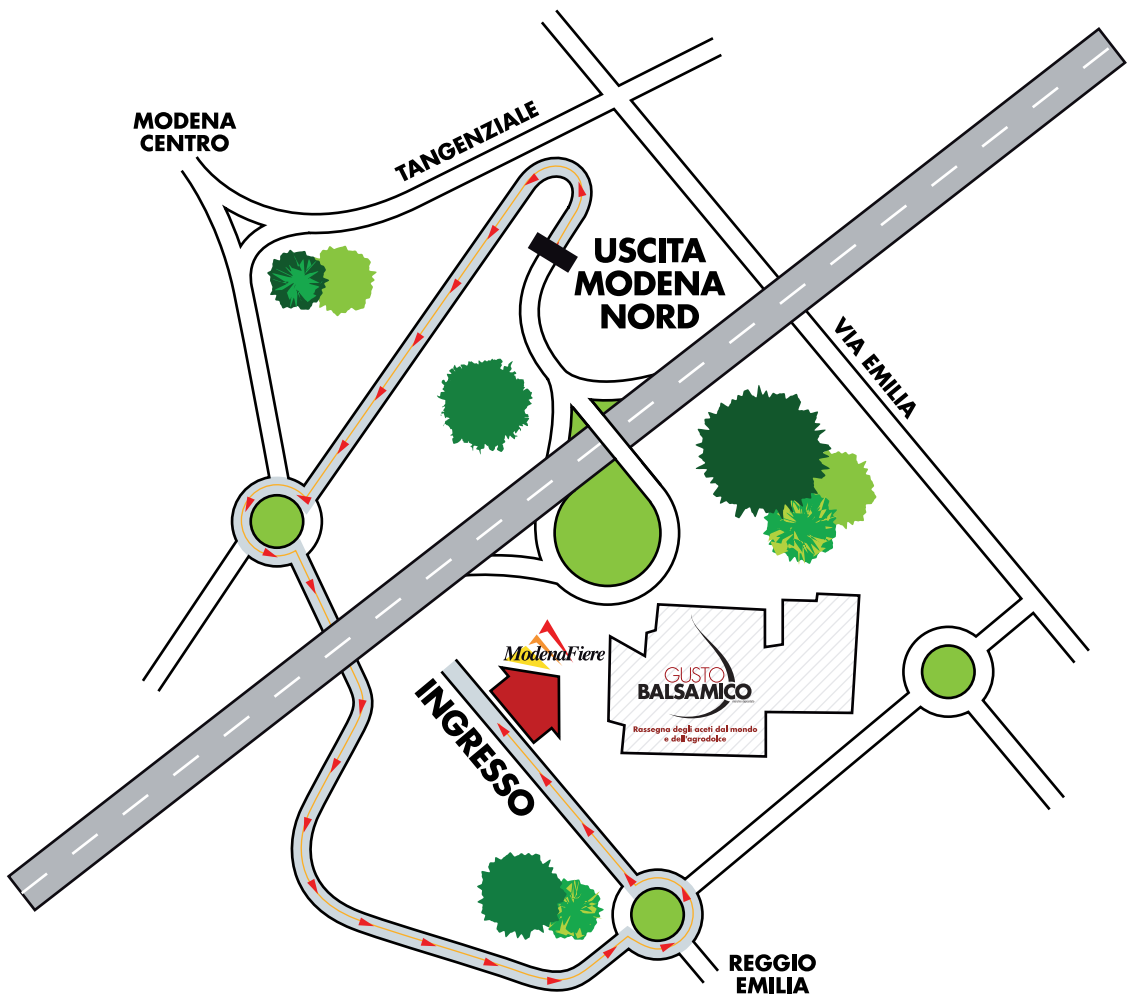 MODENA
CENTRO
TANGENZIALE
USCITA
MODENA
NORD
VIA EMILIA
ModenaFiere
GUSTO
BALSAMICO
Rassegna degli aceti dal mondo
e dell'agrodolce
INGRESSO
REGGIO
EMILIA